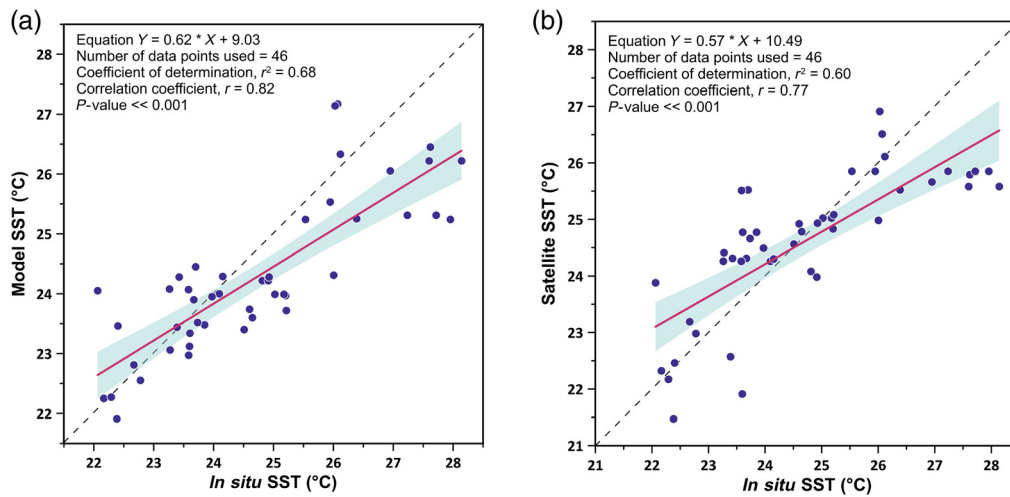 (a)
Equation Y = 0.62 * X + 9.03
Number of data points used = 46
Coefficient of determination, r² = 0.68
Correlation coefficient, r = 0.82
P-value << 0.001
28
27
26
25
24
23
22
Model SST (°C)
22 23 24 25 26 27 28
In situ SST (°C)
(b)
Equation Y = 0.57 * X + 10.49
Number of data points used = 46
Coefficient of determination, r² = 0.60
Correlation coefficient, r = 0.77
P-value << 0.001
28
27
26
25
24
23
22
21
Satellite SST (°C)
21 22 23 24 25 26 27 28
In situ SST (°C)